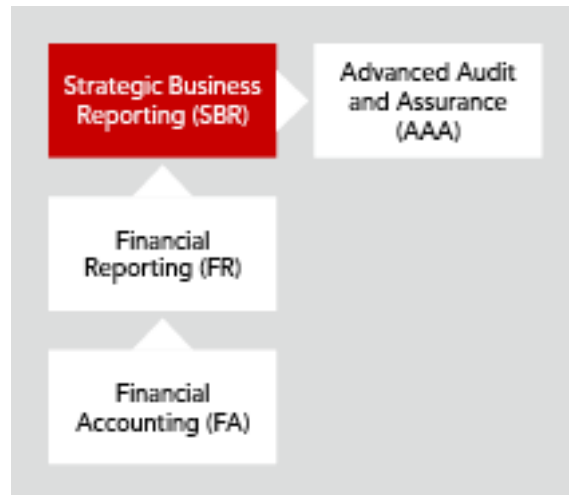 Strategic Business
Reporting (SBR)
Advanced Audit
and Assurance
(AAA)
Financial
Reporting (FR)
Financial
Accounting (FA)